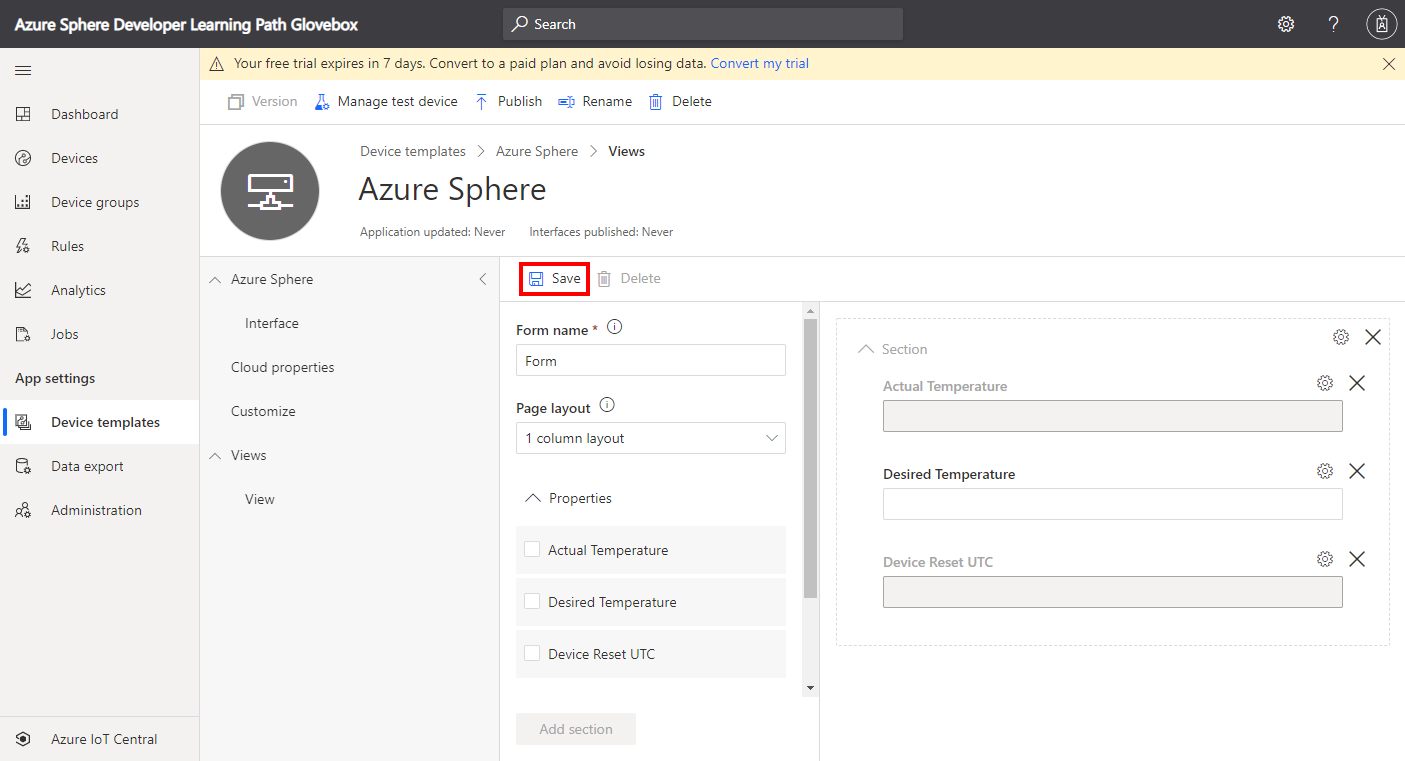 Azure Sphere Developer Learning Path Glovebox
Search
?
Your free trial expires in 7 days. Convert to a paid plan and avoid losing data. Convert my trial
Version
Manage test device
Publish
Rename
Delete
Dashboard
Devices
Device groups
Rules
Analytics
Jobs
App settings
Device templates
Data export
Administration
Azure IoT Central
Device templates > Azure Sphere > Views
Azure Sphere
Application updated: Never
Interfaces published: Never
Azure Sphere
Interface
Cloud properties
Customize
Views
View
Save
Delete
Form name *
Form
Page layout
1 column layout
Properties
Actual Temperature
Desired Temperature
Device Reset UTC
Add section
Section
Actual Temperature
Desired Temperature
Device Reset UTC